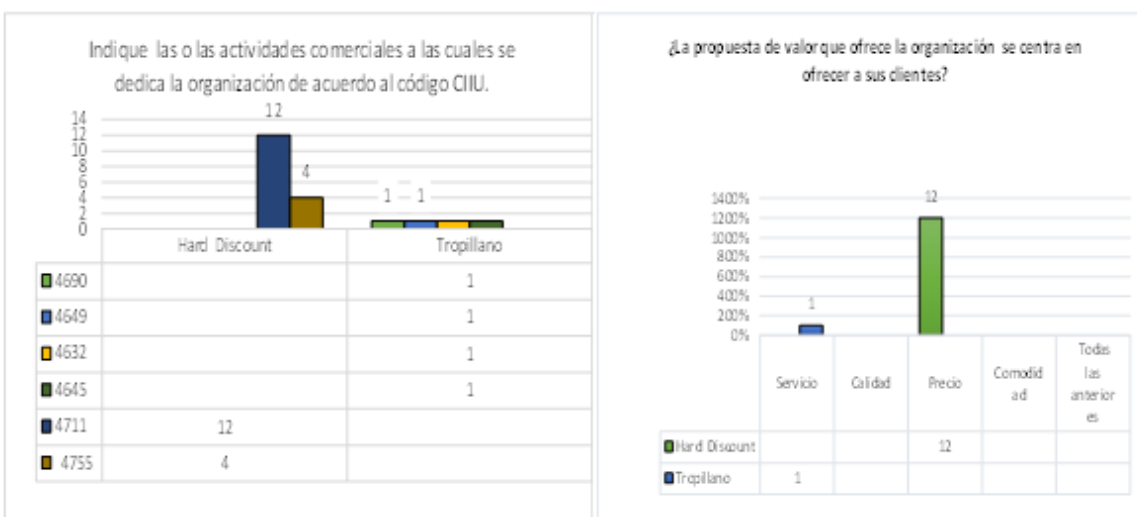 Indique las o las actividades comerciales a las cuales se
dedica la organización de acuerdo al código CIIU.
14
12
10
8
6
4
2
0
12
4
1
1
Hard Discount Tropillano
4690 1
4649 1
4632 1
4645 1
4711 12
4755 4
¿La propuesta de valor que ofrece la organización se centra en
ofrecer a sus clientes?
1400%
1200%
1000%
800%
600%
400%
200%
0%
1
12
Servicio Calidad Precio Comodid
ad
Todas
las
anterior
es
Hard Discount 12
Tropillano 1